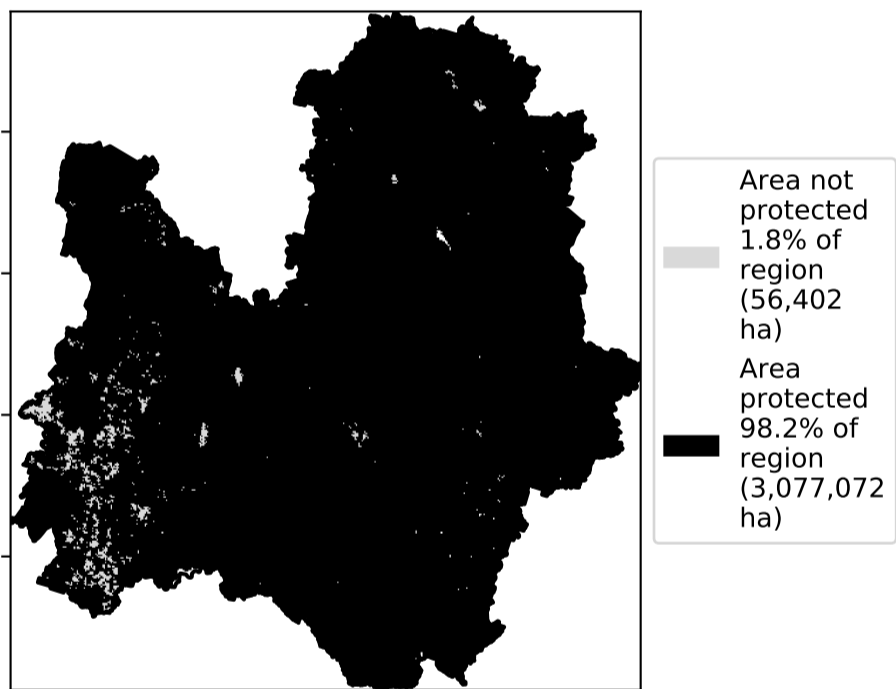 Area not
protected
1.8% of
region
(56,402
ha)
Area
protected
98.2% of
region
(3,077,072
ha)